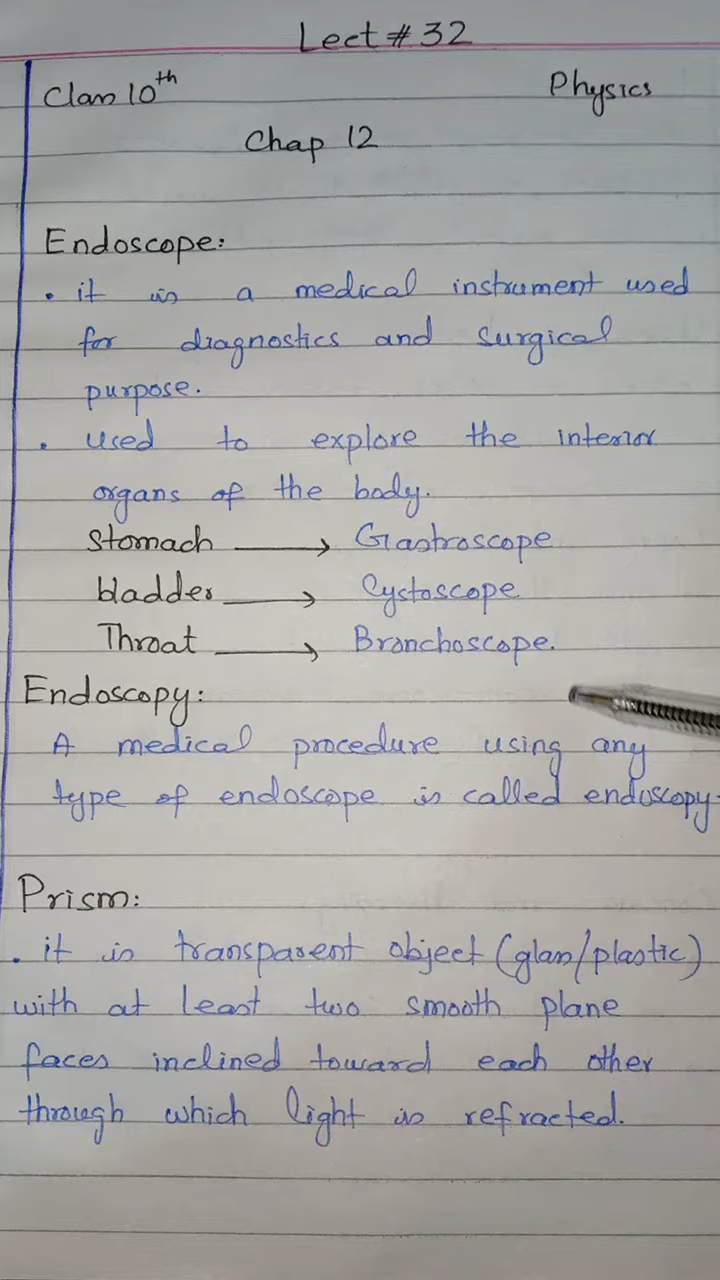 Lect # 32
Class 10th Physics
Chap 12
Endoscope:
• it is a medical instrument used
for diagnostics and surgical
purpose.
• used to explore the interior
organs of the body.
Stomach → Gastroscope
bladder → Cystoscope
Throat → Bronchoscope.
Endoscopy:
A medical procedure using any
type of endoscope is called endoscopy.
Prism:
• it is transparent object (glass/plastic)
with at least two smooth plane
faces inclined toward each other
through which light is refracted.